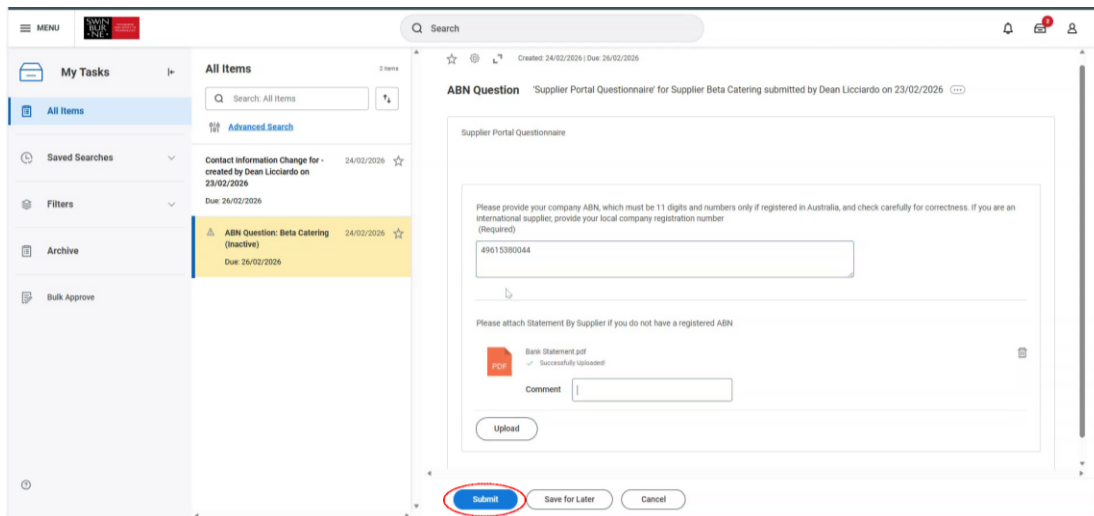 MENU
SWIN
BUR
•NE•
Search
2
My Tasks
All Items
Saved Searches
Filters
Archive
Bulk Approve
All Items
2 items
Search: All Items
Advanced Search
Contact Information Change for -
created by Dean Licciardo on
23/02/2026
24/02/2026
Due: 26/02/2026
ABN Question: Beta Catering
(Inactive)
24/02/2026
Due: 26/02/2026
Created: 24/02/2026 | Due: 26/02/2026
ABN Question 'Supplier Portal Questionnaire' for Supplier Beta Catering submitted by Dean Licciardo on 23/02/2026
Supplier Portal Questionnaire
Please provide your company ABN, which must be 11 digits and numbers only if registered in Australia, and check carefully for correctness. If you are an
international supplier, provide your local company registration number
(Required)
49615380044
Please attach Statement By Supplier if you do not have a registered ABN
PDF
Bank Statement.pdf
Successfully Uploaded!
Comment
Upload
Submit
Save for Later
Cancel